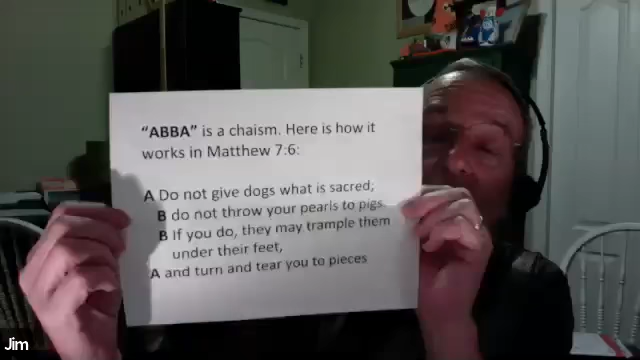 “ABBA” is a chaism. Here is how it
works in Matthew 7:6:
A Do not give dogs what is sacred;
B do not throw your pearls to pigs.
B If you do, they may trample them
under their feet,
A and turn and tear you to pieces
Jim